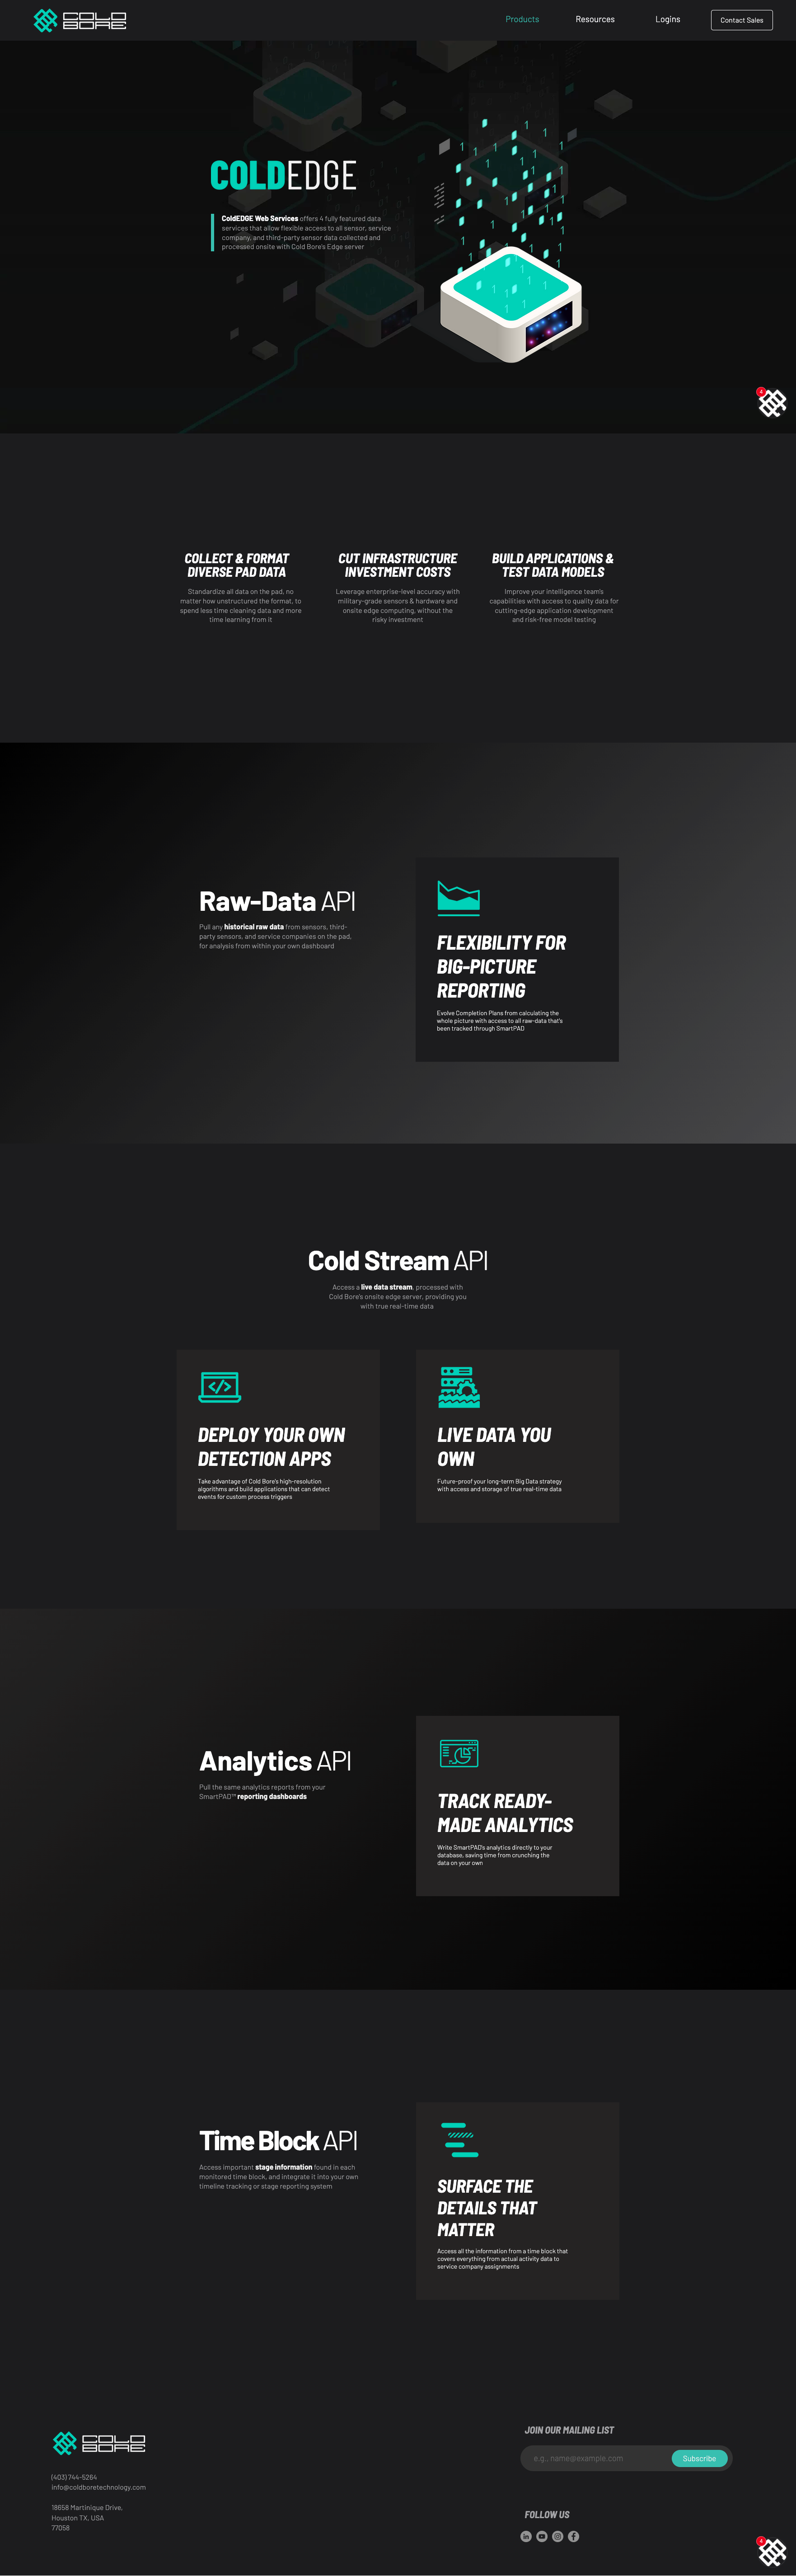 COLD
BORE
Products
Resources
Logins
Contact Sales
COLDEDGE
ColdEDGE Web Services offers 4 fully featured data
services that allow flexible access to all sensor, service
company, and third-party sensor data collected and
processed onsite with Cold Bore's Edge server
4
COLLECT & FORMAT
DIVERSE PAD DATA
Standardize all data on the pad, no
matter how unstructured the format, to
spend less time cleaning data and more
time learning from it
CUT INFRASTRUCTURE
INVESTMENT COSTS
Leverage enterprise-level accuracy with
military-grade sensors & hardware and
onsite edge computing, without the
risky investment
BUILD APPLICATIONS &
TEST DATA MODELS
Improve your intelligence team's
capabilities with access to quality data for
cutting-edge application development
and risk-free model testing
Raw-Data API
Pull any historical raw data from sensors, third-
party sensors, and service companies on the pad,
for analysis from within your own dashboard
FLEXIBILITY FOR
BIG-PICTURE
REPORTING
Evolve Completion Plans from calculating the
whole picture with access to all raw-data that's
been tracked through SmartPAD
Cold Stream API
Access a live data stream, processed with
Cold Bore's onsite edge server, providing you
with true real-time data
DEPLOY YOUR OWN
DETECTION APPS
Take advantage of Cold Bore's high-resolution
algorithms and build applications that can detect
events for custom process triggers
LIVE DATA YOU
OWN
Future-proof your long-term Big Data strategy
with access and storage of true real-time data
Analytics API
Pull the same analytics reports from your
SmartPAD™ reporting dashboards
TRACK READY-
MADE ANALYTICS
Write SmartPAD's analytics directly to your
database, saving time from crunching the
data on your own
Time Block API
Access important stage information found in each
monitored time block, and integrate it into your own
timeline tracking or stage reporting system
SURFACE THE
DETAILS THAT
MATTER
Access all the information from a time block that
covers everything from actual activity data to
service company assignments
COLD
BORE
(403) 744-5264
info@coldboretechnology.com
18658 Martinique Drive,
Houston TX, USA
77058
JOIN OUR MAILING LIST
e.g., name@example.com
Subscribe
FOLLOW US
4